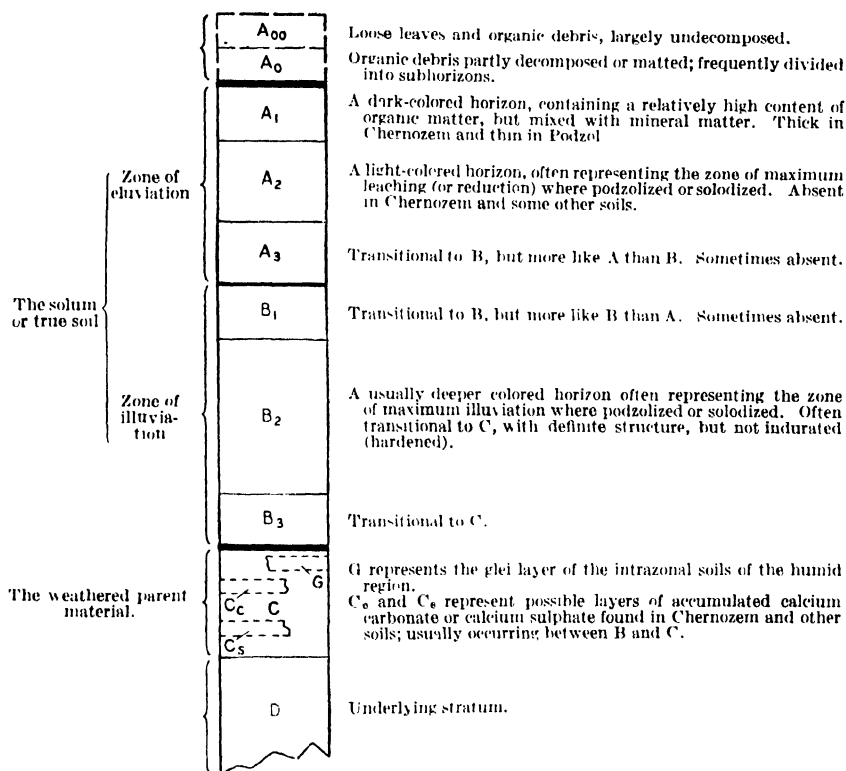 A00
Loose leaves and organic debris, largely undecomposed.
A0
Organic debris partly decomposed or matted; frequently divided
into subhorizons.
A1
A dark-colored horizon, containing a relatively high content of
organic matter, but mixed with mineral matter. Thick in
Chernozem and thin in Podzol
Zone of
eluviation
A2
A light-colored horizon, often representing the zone of maximum
leaching (or reduction) where podzolized or solodized. Absent
in Chernozem and some other soils.
A3
Transitional to B, but more like A than B. Sometimes absent.
The solum
or true soil
B1
Transitional to B, but more like B than A. Sometimes absent.
Zone of
illuvia-
tion
B2
A usually deeper colored horizon often representing the zone
of maximum illuviation where podzolized or solodized. Often
transitional to C, with definite structure, but not indurated
(hardened).
B3
Transitional to C.
The weathered parent
material.
G
Cc
C
Cs
G represents the glei layer of the intrazonal soils of the humid
region.
Cc and Cs represent possible layers of accumulated calcium
carbonate or calcium sulphate found in Chernozem and other
soils; usually occurring between B and C.
D
Underlying stratum.